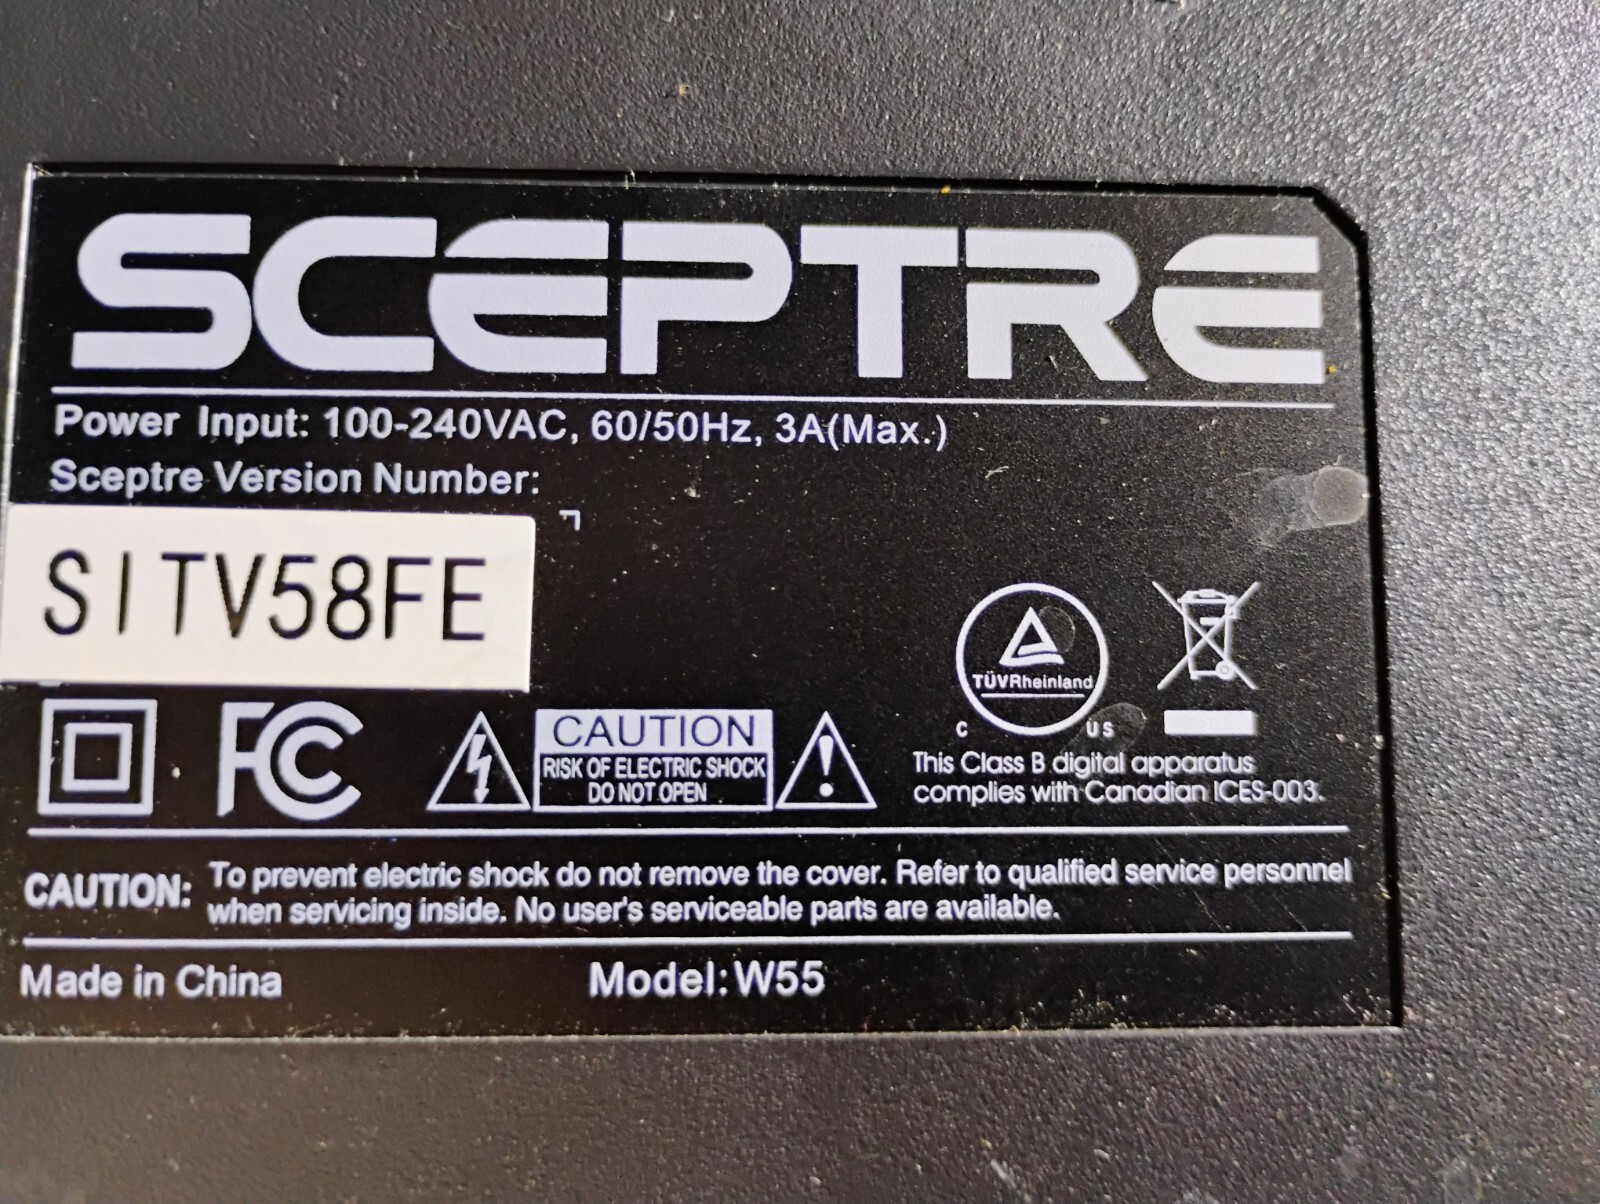 SCEPTRE
Power Input: 100-240VAC, 60/50Hz, 3A(Max.)
Sceptre Version Number:
SITV58FE
FC
CAUTION
RISK OF ELECTRIC SHOCK
DO NOT OPEN
TÜVRheinland
C US
This Class B digital apparatus
complies with Canadian ICES-003.
CAUTION: To prevent electric shock do not remove the cover. Refer to qualified service personnel
when servicing inside. No user's serviceable parts are available.
Made in China Model: W55